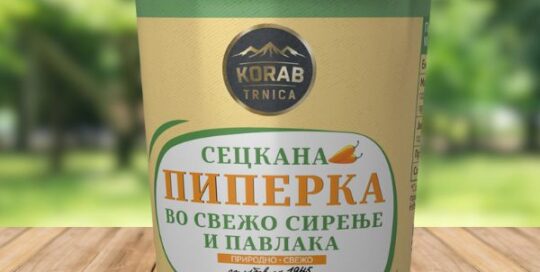 KORAB
TRNICA
СЕЦКАНА
ПИПЕРКА
ВО СВЕЖО СИРЕЊЕ
И ПАВЛАКА
ПРИРОДНО - СВЕЖО